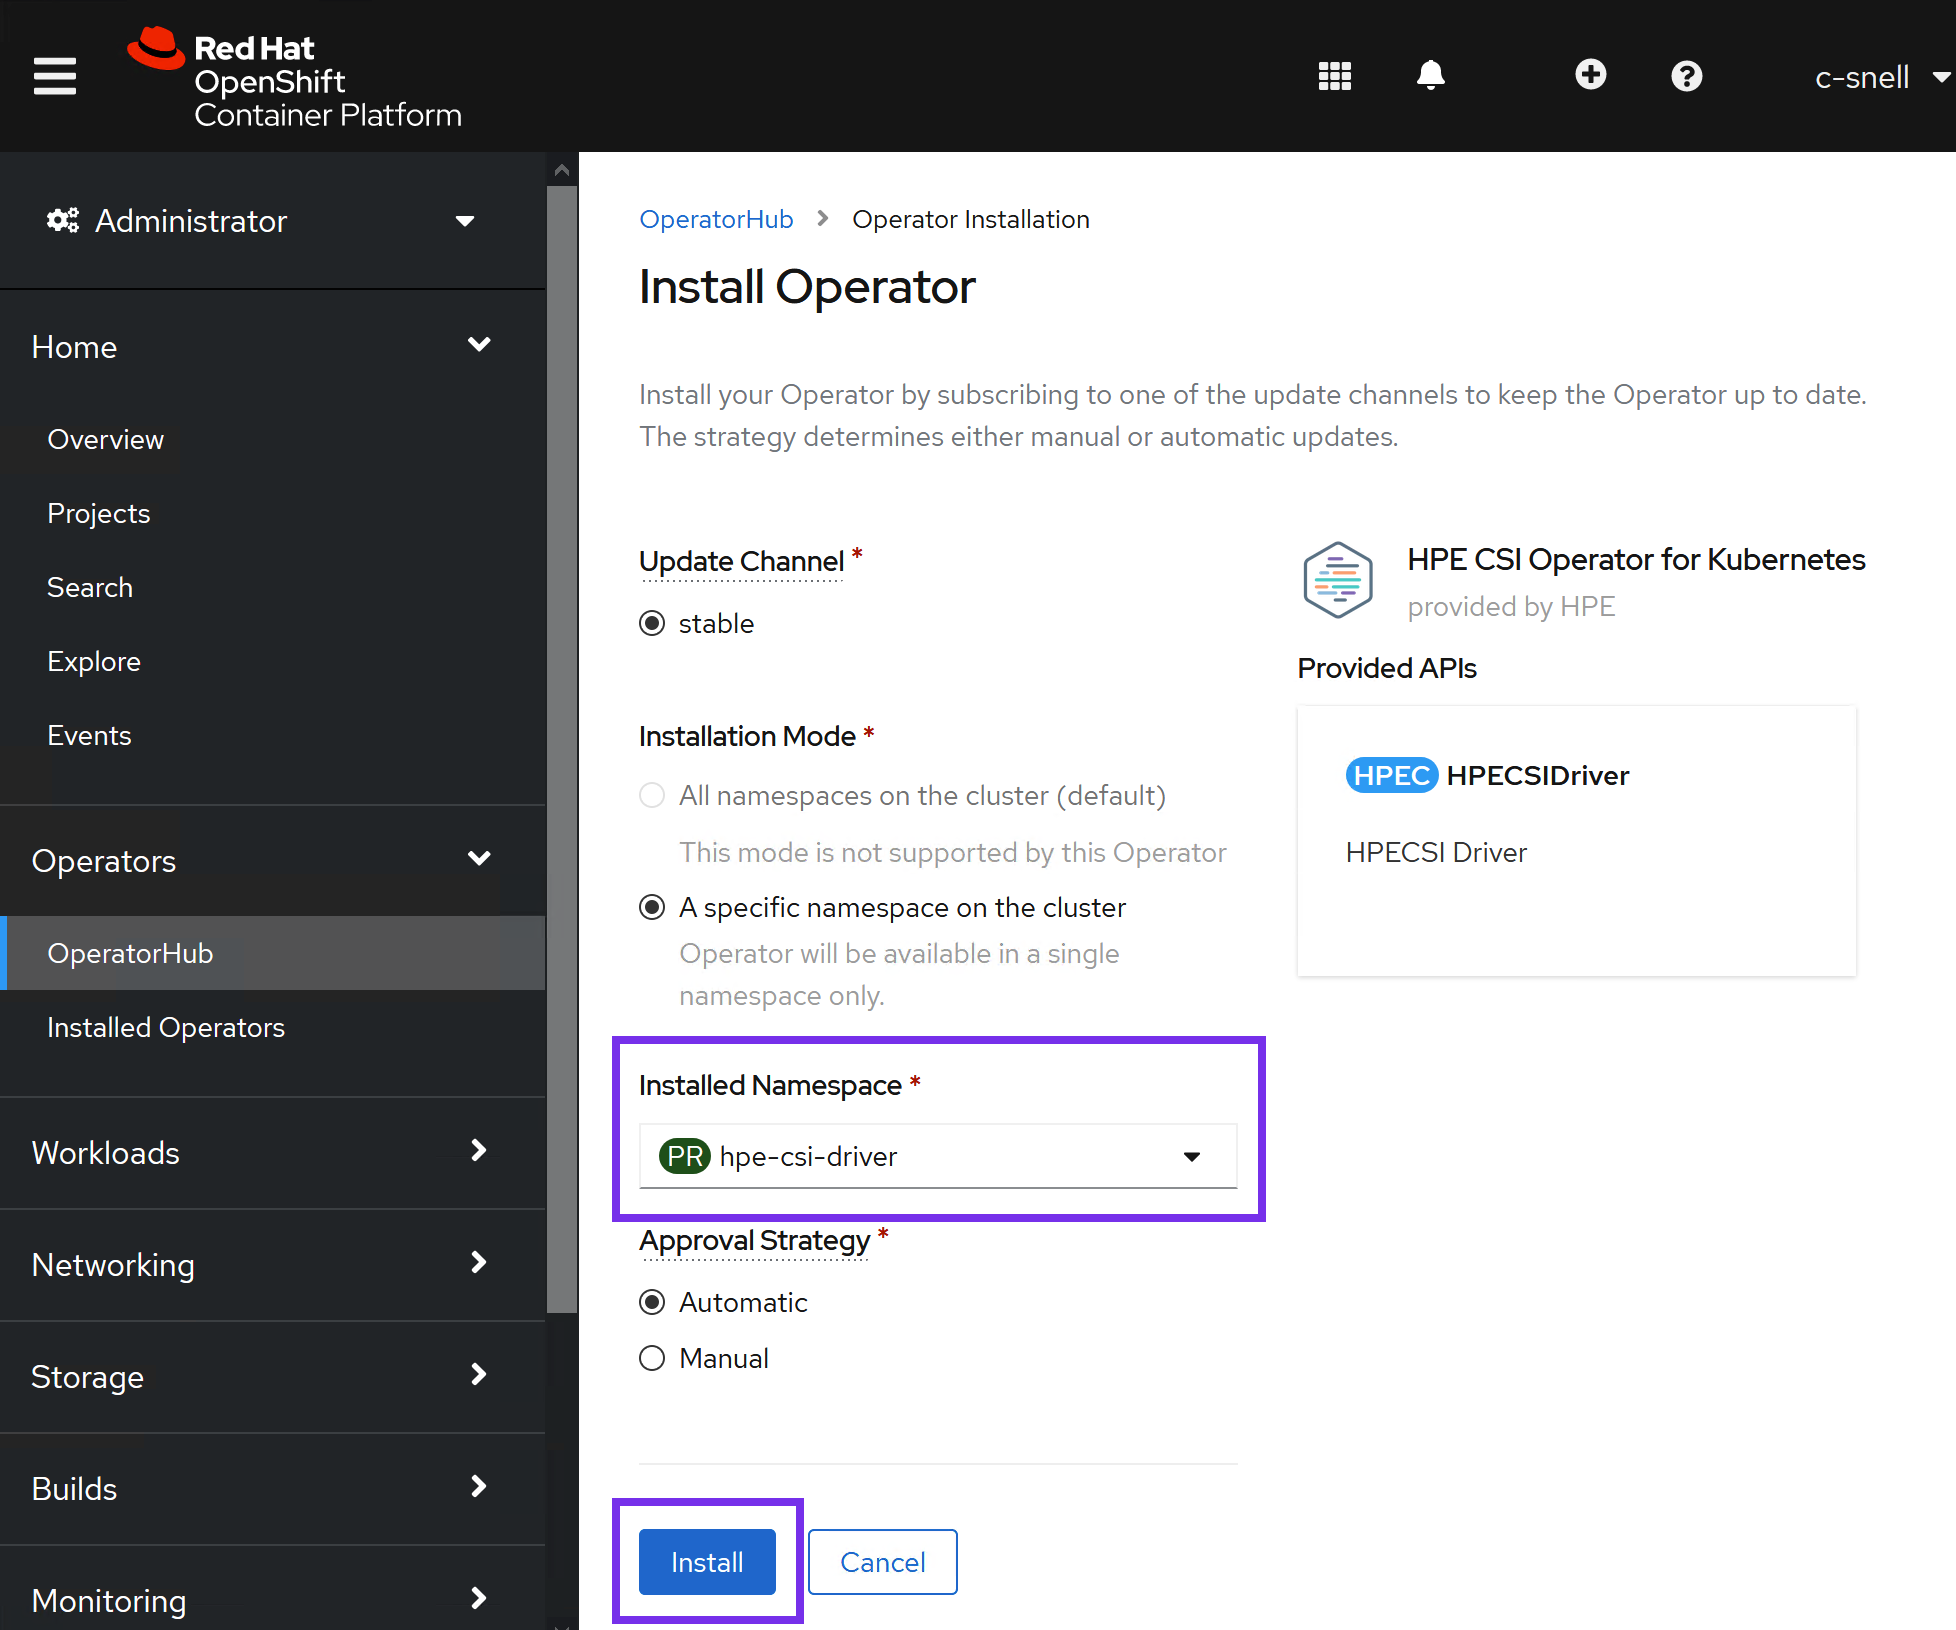 Red Hat
OpenShift
Container Platform
c-snell
Administrator
Home
Overview
Projects
Search
Explore
Events
Operators
OperatorHub
Installed Operators
Workloads
Networking
Storage
Builds
Monitoring
OperatorHub > Operator Installation
Install Operator
Install your Operator by subscribing to one of the update channels to keep the Operator up to date.
The strategy determines either manual or automatic updates.
Update Channel *
stable
Installation Mode *
All namespaces on the cluster (default)
This mode is not supported by this Operator
A specific namespace on the cluster
Operator will be available in a single
namespace only.
Installed Namespace *
PR hpe-csi-driver
Approval Strategy *
Automatic
Manual
Install
Cancel
HPE CSI Operator for Kubernetes
provided by HPE
Provided APIs
HPEC HPECSIDriver
HPECSI Driver